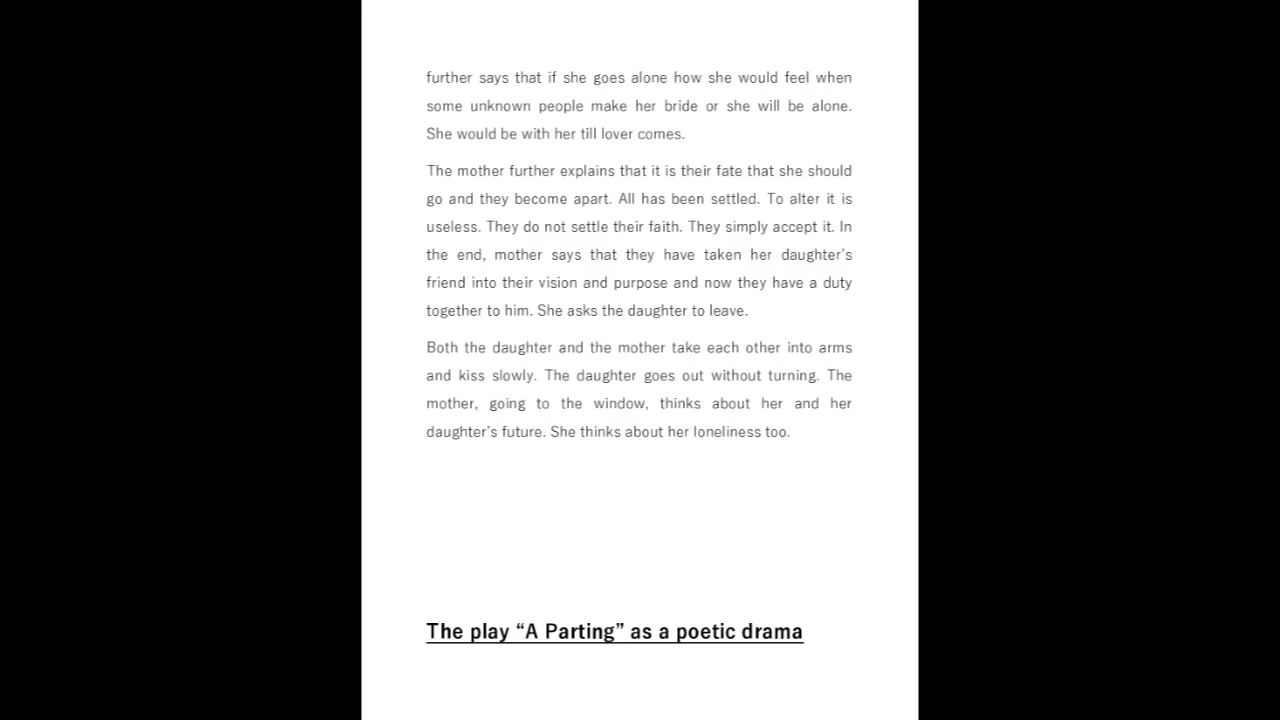 further says that if she goes alone how she would feel when
some unknown people make her bride or she will be alone.
She would be with her till lover comes.
The mother further explains that it is their fate that she should
go and they become apart. All has been settled. To alter it is
useless. They do not settle their faith. They simply accept it. In
the end, mother says that they have taken her daughter's
friend into their vision and purpose and now they have a duty
together to him. She asks the daughter to leave.
Both the daughter and the mother take each other into arms
and kiss slowly. The daughter goes out without turning. The
mother, going to the window, thinks about her and her
daughter's future. She thinks about her loneliness too.
The play “A Parting” as a poetic drama